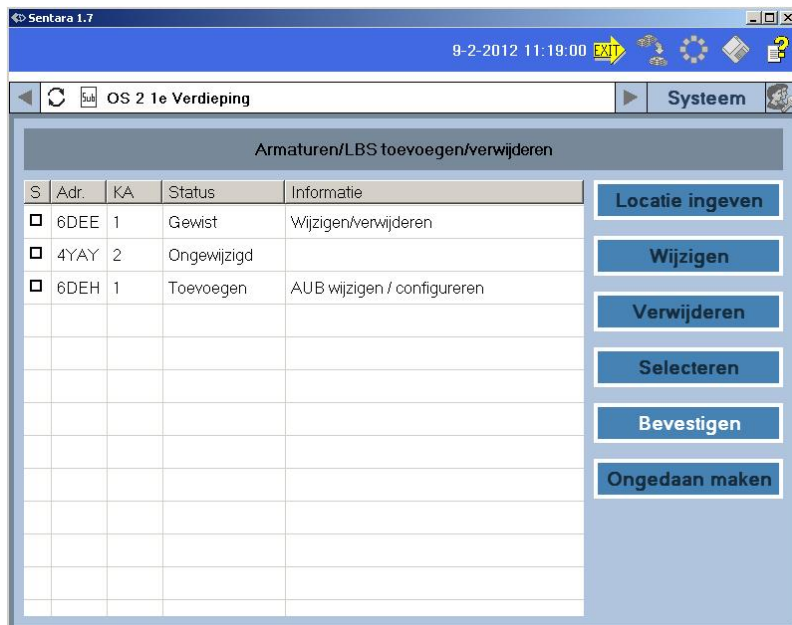 Sentara 1.7
9-2-2012 11:19:00 EXIT
Sub OS 2 1e Verdieping Systeem
Armaturen/LBS toevoegen/verwijderen
S Adr. KA Status Informatie
6DEE 1 Gewist Wijzigen/verwijderen
4YAY 2 Ongewijzigd
6DEH 1 Toevoegen AUB wijzigen / configureren
Locatie ingeven
Wijzigen
Verwijderen
Selecteren
Bevestigen
Ongedaan maken